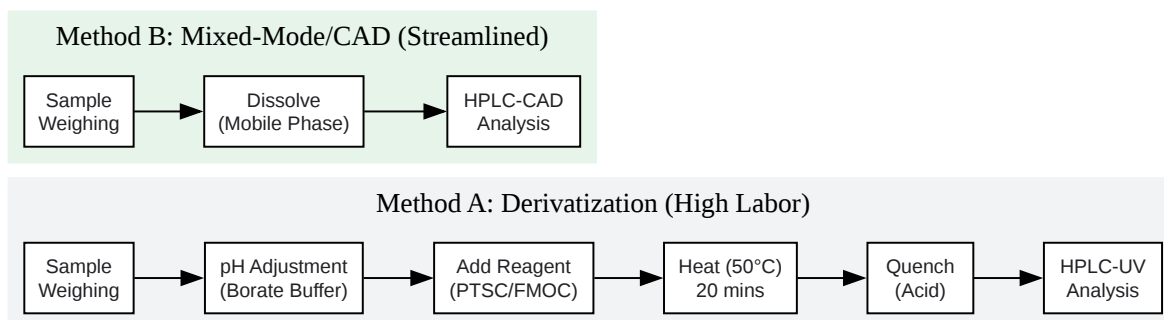 Method B: Mixed-Mode/CAD (Streamlined)
Sample
Weighing
Dissolve
(Mobile Phase)
HPLC-CAD
Analysis
Method A: Derivatization (High Labor)
Sample
Weighing
pH Adjustment
(Borate Buffer)
Add Reagent
(PTSC/FMOC)
Heat (50°C)
20 mins
Quench
(Acid)
HPLC-UV
Analysis